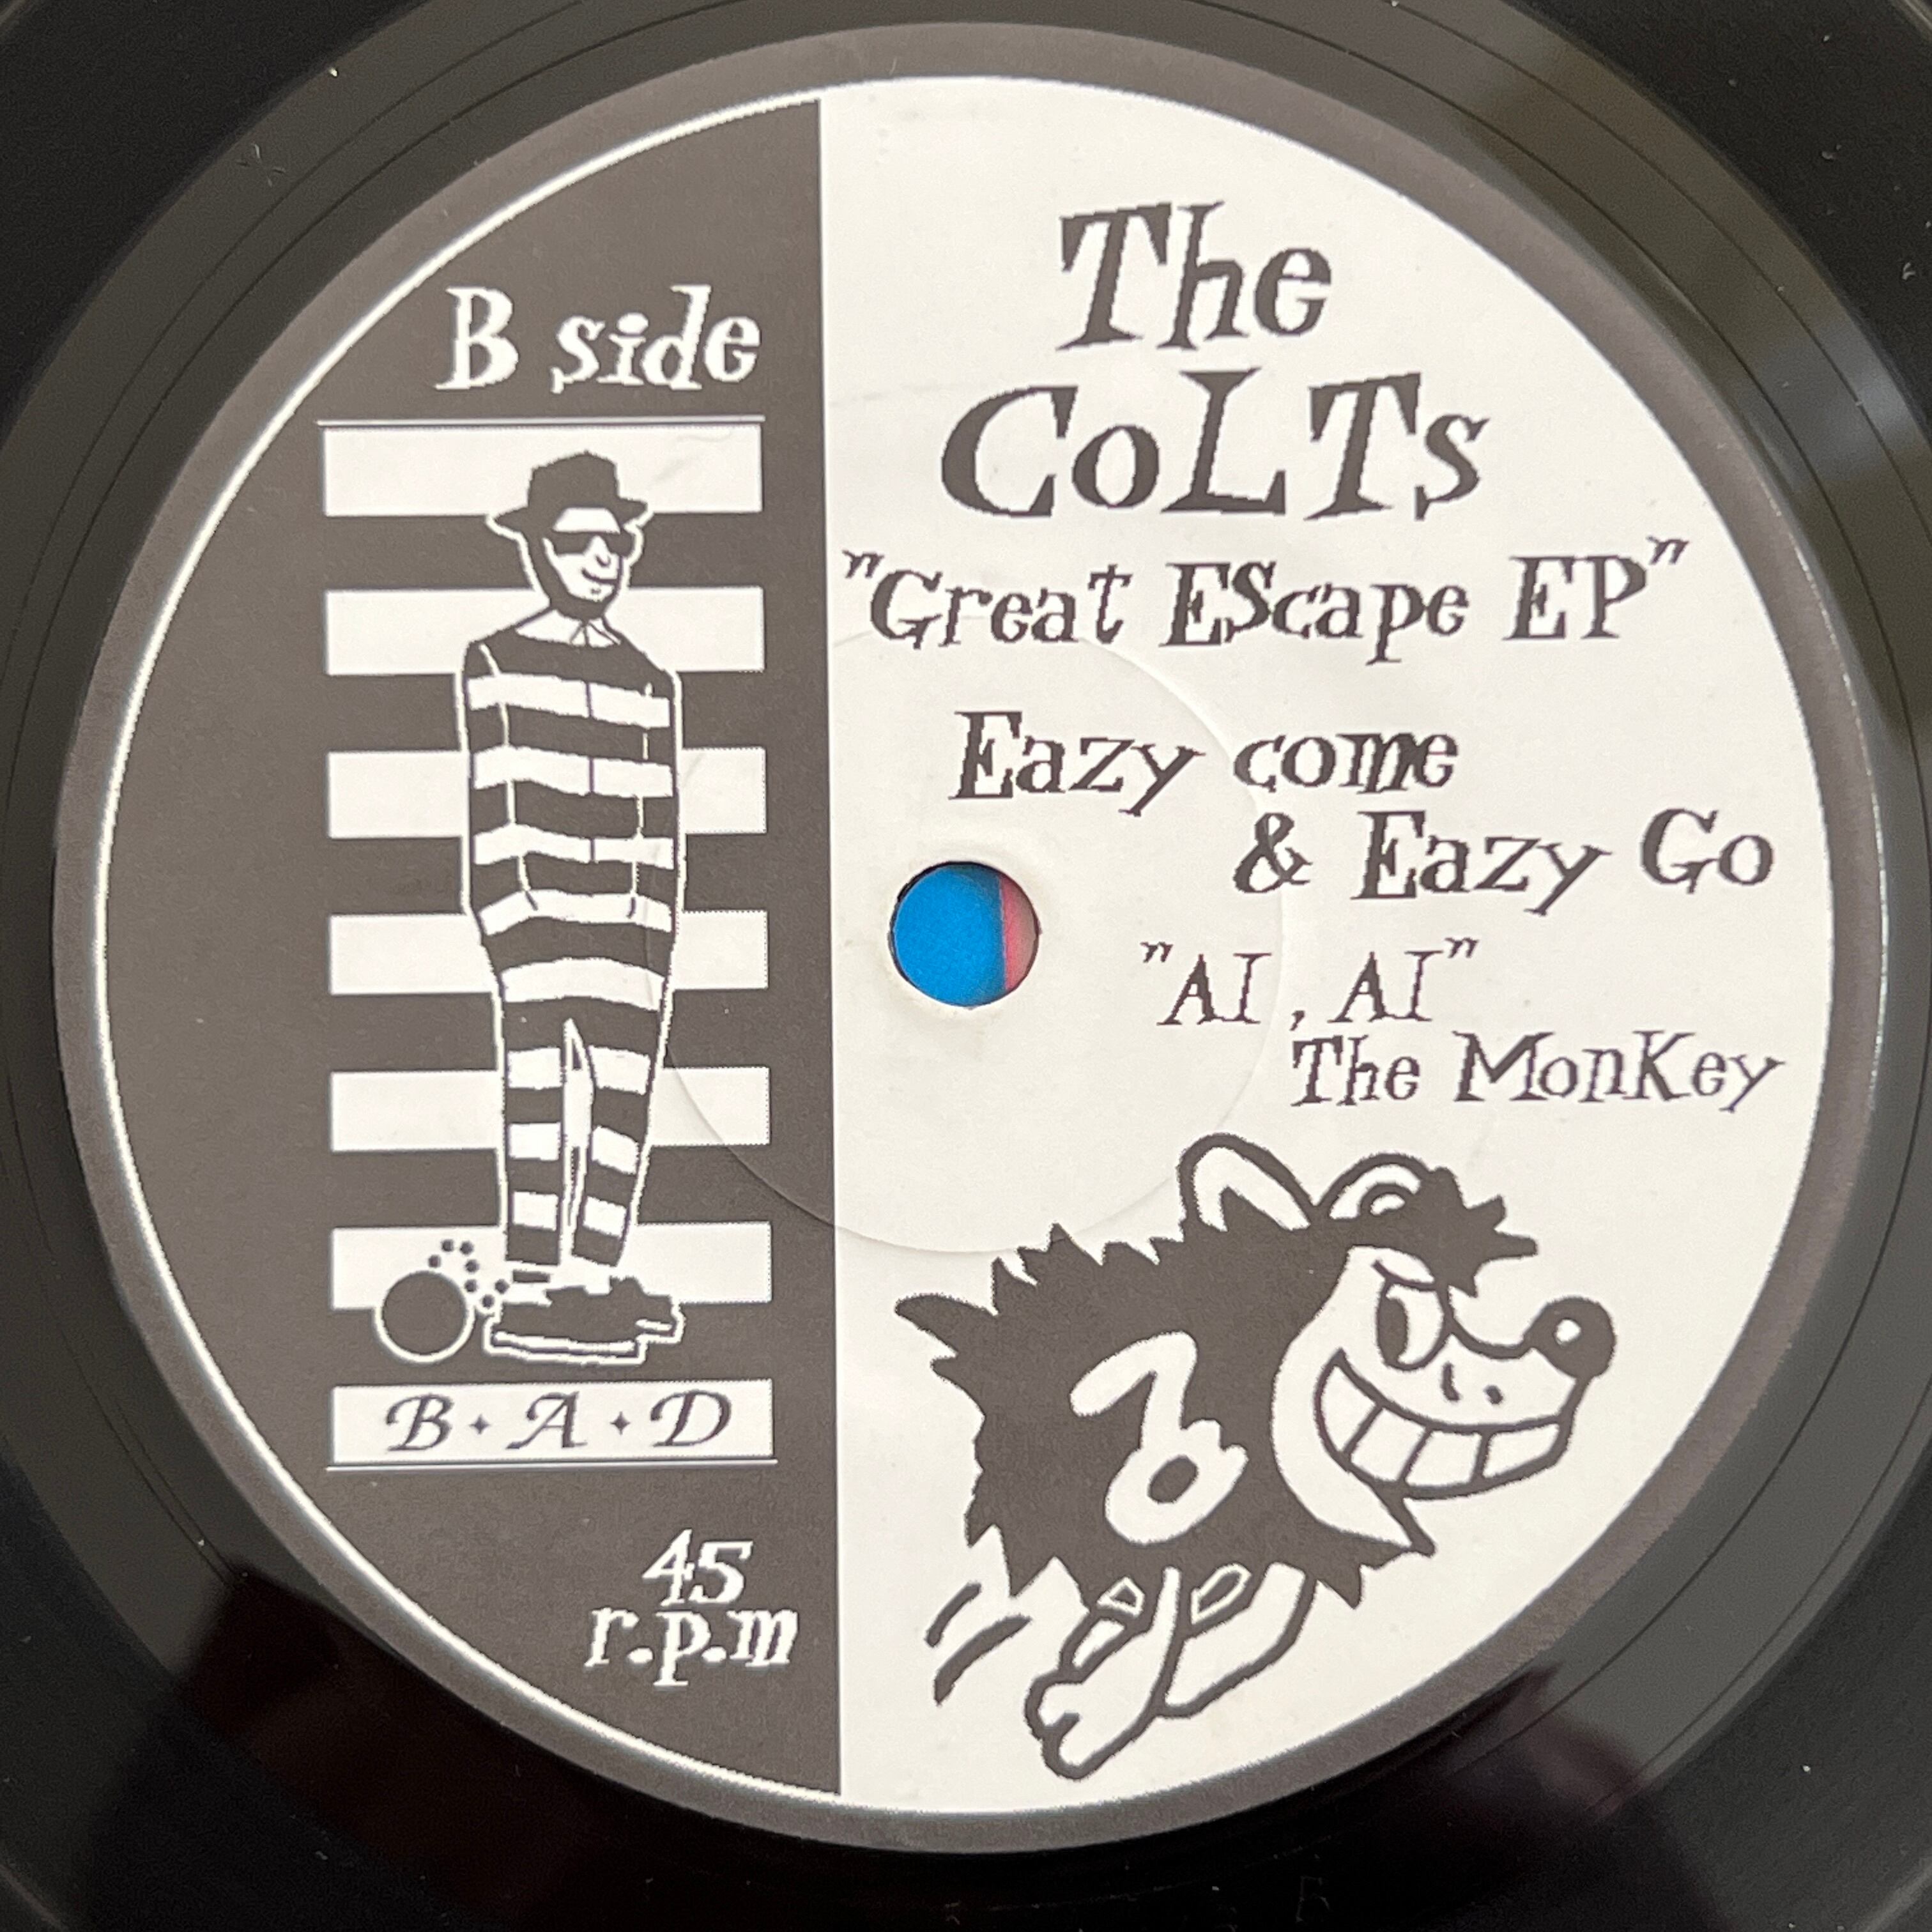 B side
B · A · D
45
r.p.m
The
CoLTs
"Great EScape EP"
Eazy come
& Eazy Go
"AI, AI"
The MonKey